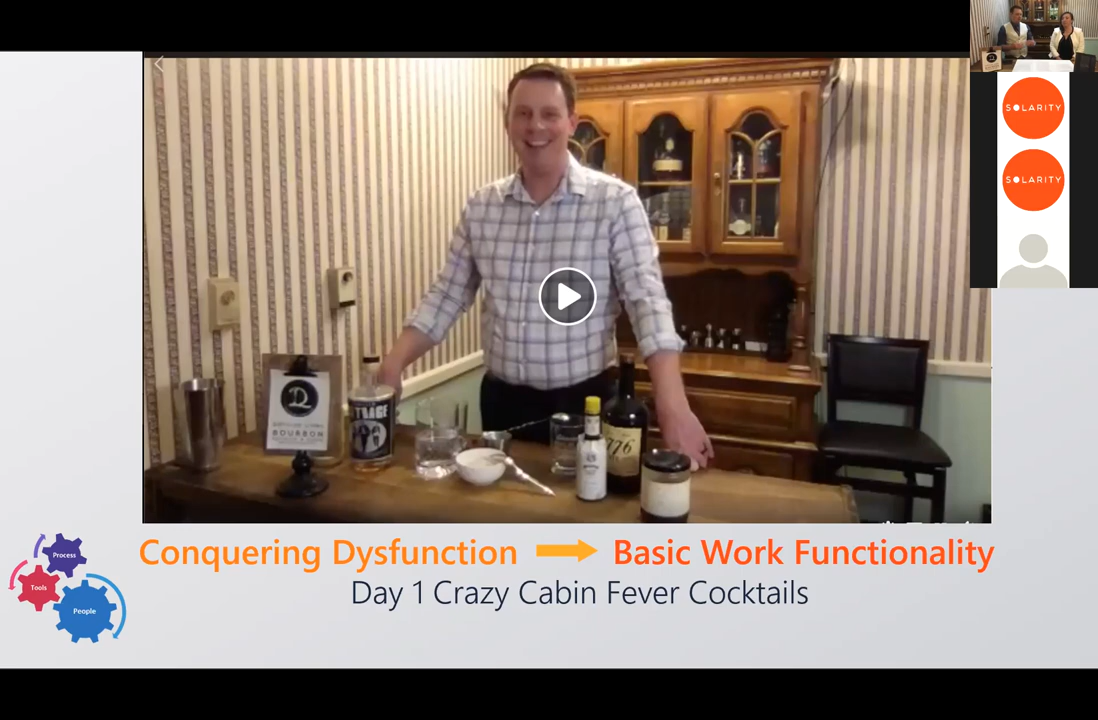 SOLARITY
SOLARITY
BOURBON
1776
Process
Tools
People
Conquering Dysfunction Basic Work Functionality
Day 1 Crazy Cabin Fever Cocktails